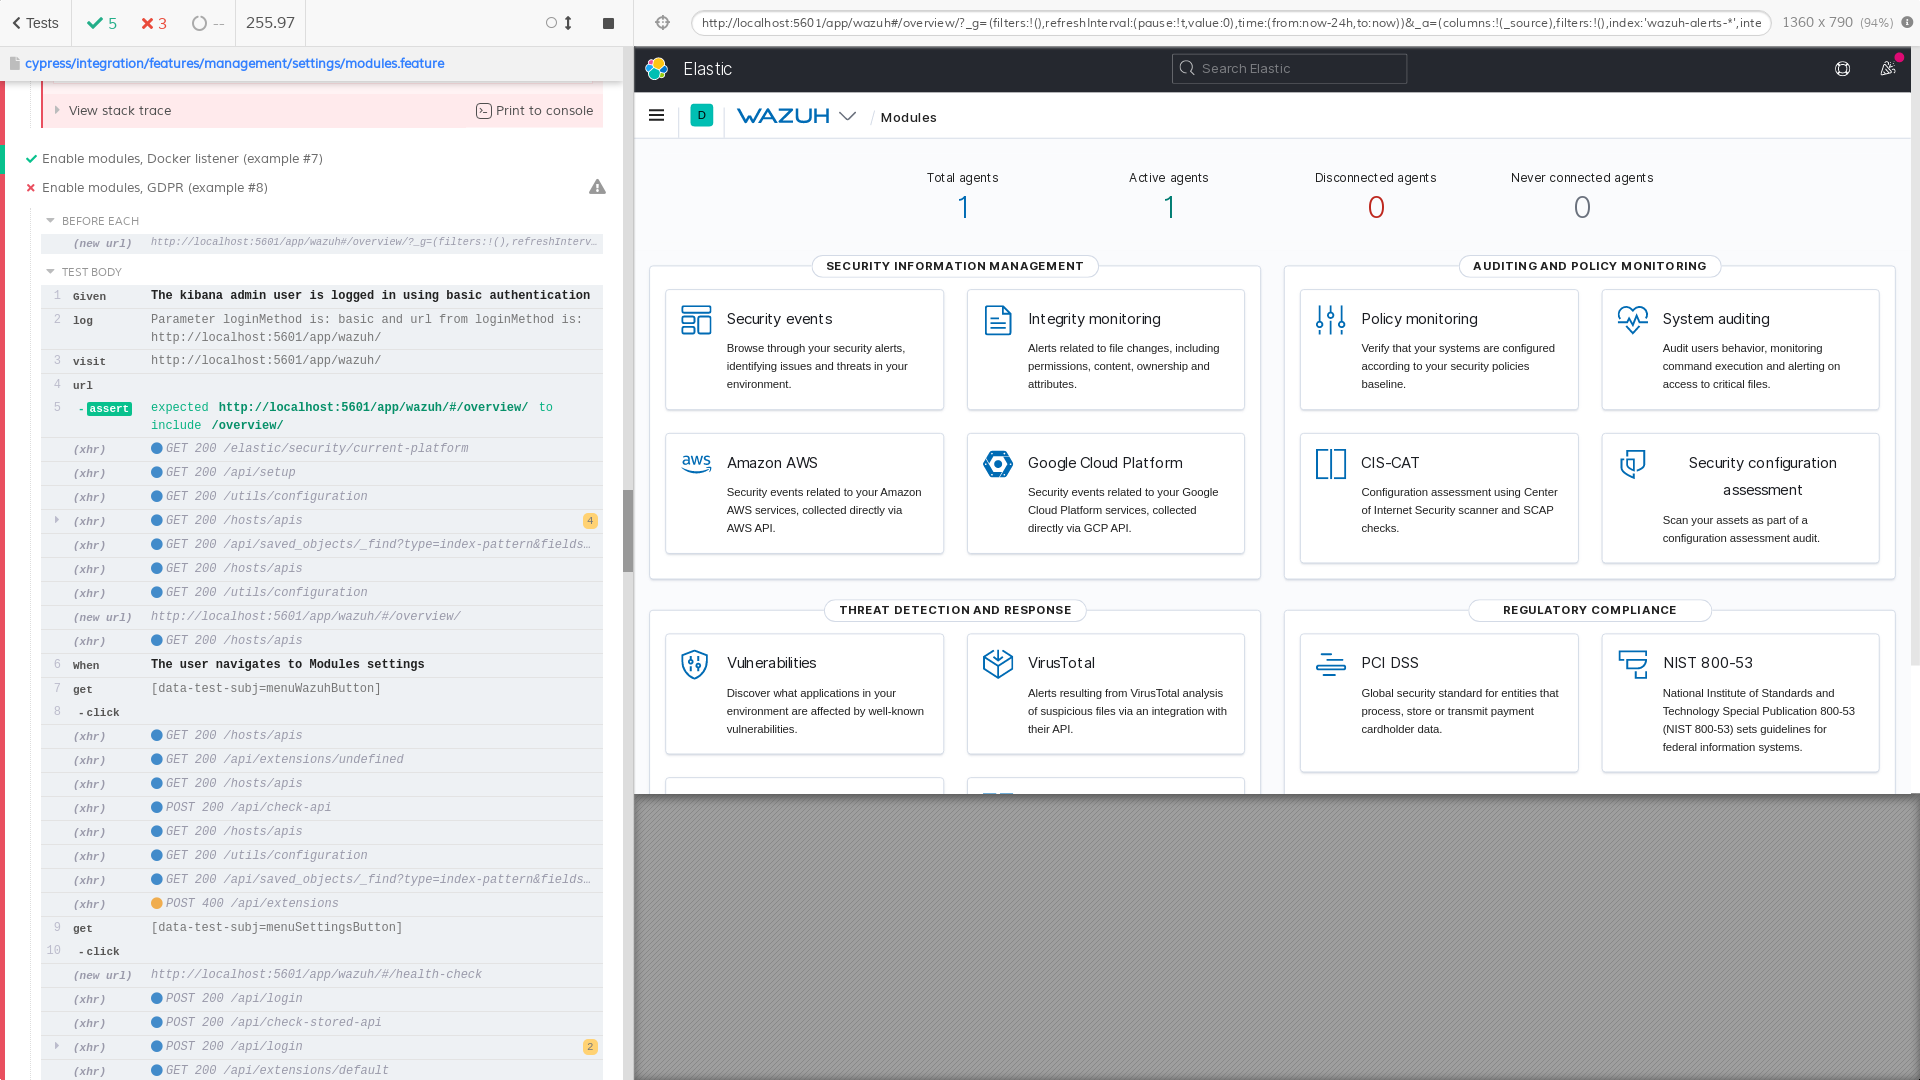 Tests
5
3
--
255.97
http://localhost:5601/app/wazuh#/overview/?_g=(filters:!(),refreshInterval:(pause:!t,value:0),time:(from:now-24h,to:now))&_a=(columns:!(_source),filters:!(),index:'wazuh-alerts-*',inte
1360 x 790 (94%)
cypress/integration/features/management/settings/modules.feature
View stack trace
Print to console
Enable modules, Docker listener (example #7)
Enable modules, GDPR (example #8)
BEFORE EACH
(new url) http://localhost:5601/app/wazuh#/overview/?_g=(filters:!(),refreshInterv…
TEST BODY
1 Given The kibana admin user is logged in using basic authentication
2 log Parameter loginMethod is: basic and url from loginMethod is:
http://localhost:5601/app/wazuh/
3 visit http://localhost:5601/app/wazuh/
4 url
5 -assert expected http://localhost:5601/app/wazuh/#/overview/ to
include /overview/
(xhr) GET 200 /elastic/security/current-platform
(xhr) GET 200 /api/setup
(xhr) GET 200 /utils/configuration
(xhr) GET 200 /hosts/apis 4
(xhr) GET 200 /api/saved_objects/_find?type=index-pattern&fields…
(xhr) GET 200 /hosts/apis
(xhr) GET 200 /utils/configuration
(new url) http://localhost:5601/app/wazuh/#/overview/
(xhr) GET 200 /hosts/apis
6 When The user navigates to Modules settings
7 get [data-test-subj=menuWazuhButton]
8 -click
(xhr) GET 200 /hosts/apis
(xhr) GET 200 /api/extensions/undefined
(xhr) GET 200 /hosts/apis
(xhr) POST 200 /api/check-api
(xhr) GET 200 /hosts/apis
(xhr) GET 200 /utils/configuration
(xhr) GET 200 /api/saved_objects/_find?type=index-pattern&fields…
(xhr) POST 400 /api/extensions
9 get [data-test-subj=menuSettingsButton]
10 -click
(new url) http://localhost:5601/app/wazuh/#/health-check
(xhr) POST 200 /api/login
(xhr) POST 200 /api/check-stored-api
(xhr) POST 200 /api/login 2
(xhr) GET 200 /api/extensions/default
Elastic
Search Elastic
D
WAZUH
/ Modules
Total agents
1
Active agents
1
Disconnected agents
0
Never connected agents
0
SECURITY INFORMATION MANAGEMENT
Security events
Browse through your security alerts,
identifying issues and threats in your
environment.
Integrity monitoring
Alerts related to file changes, including
permissions, content, ownership and
attributes.
aws
Amazon AWS
Security events related to your Amazon
AWS services, collected directly via
AWS API.
Google Cloud Platform
Security events related to your Google
Cloud Platform services, collected
directly via GCP API.
AUDITING AND POLICY MONITORING
Policy monitoring
Verify that your systems are configured
according to your security policies
baseline.
System auditing
Audit users behavior, monitoring
command execution and alerting on
access to critical files.
CIS-CAT
Configuration assessment using Center
of Internet Security scanner and SCAP
checks.
Security configuration
assessment
Scan your assets as part of a
configuration assessment audit.
THREAT DETECTION AND RESPONSE
Vulnerabilities
Discover what applications in your
environment are affected by well-known
vulnerabilities.
VirusTotal
Alerts resulting from VirusTotal analysis
of suspicious files via an integration with
their API.
REGULATORY COMPLIANCE
PCI DSS
Global security standard for entities that
process, store or transmit payment
cardholder data.
NIST 800-53
National Institute of Standards and
Technology Special Publication 800-53
(NIST 800-53) sets guidelines for
federal information systems.